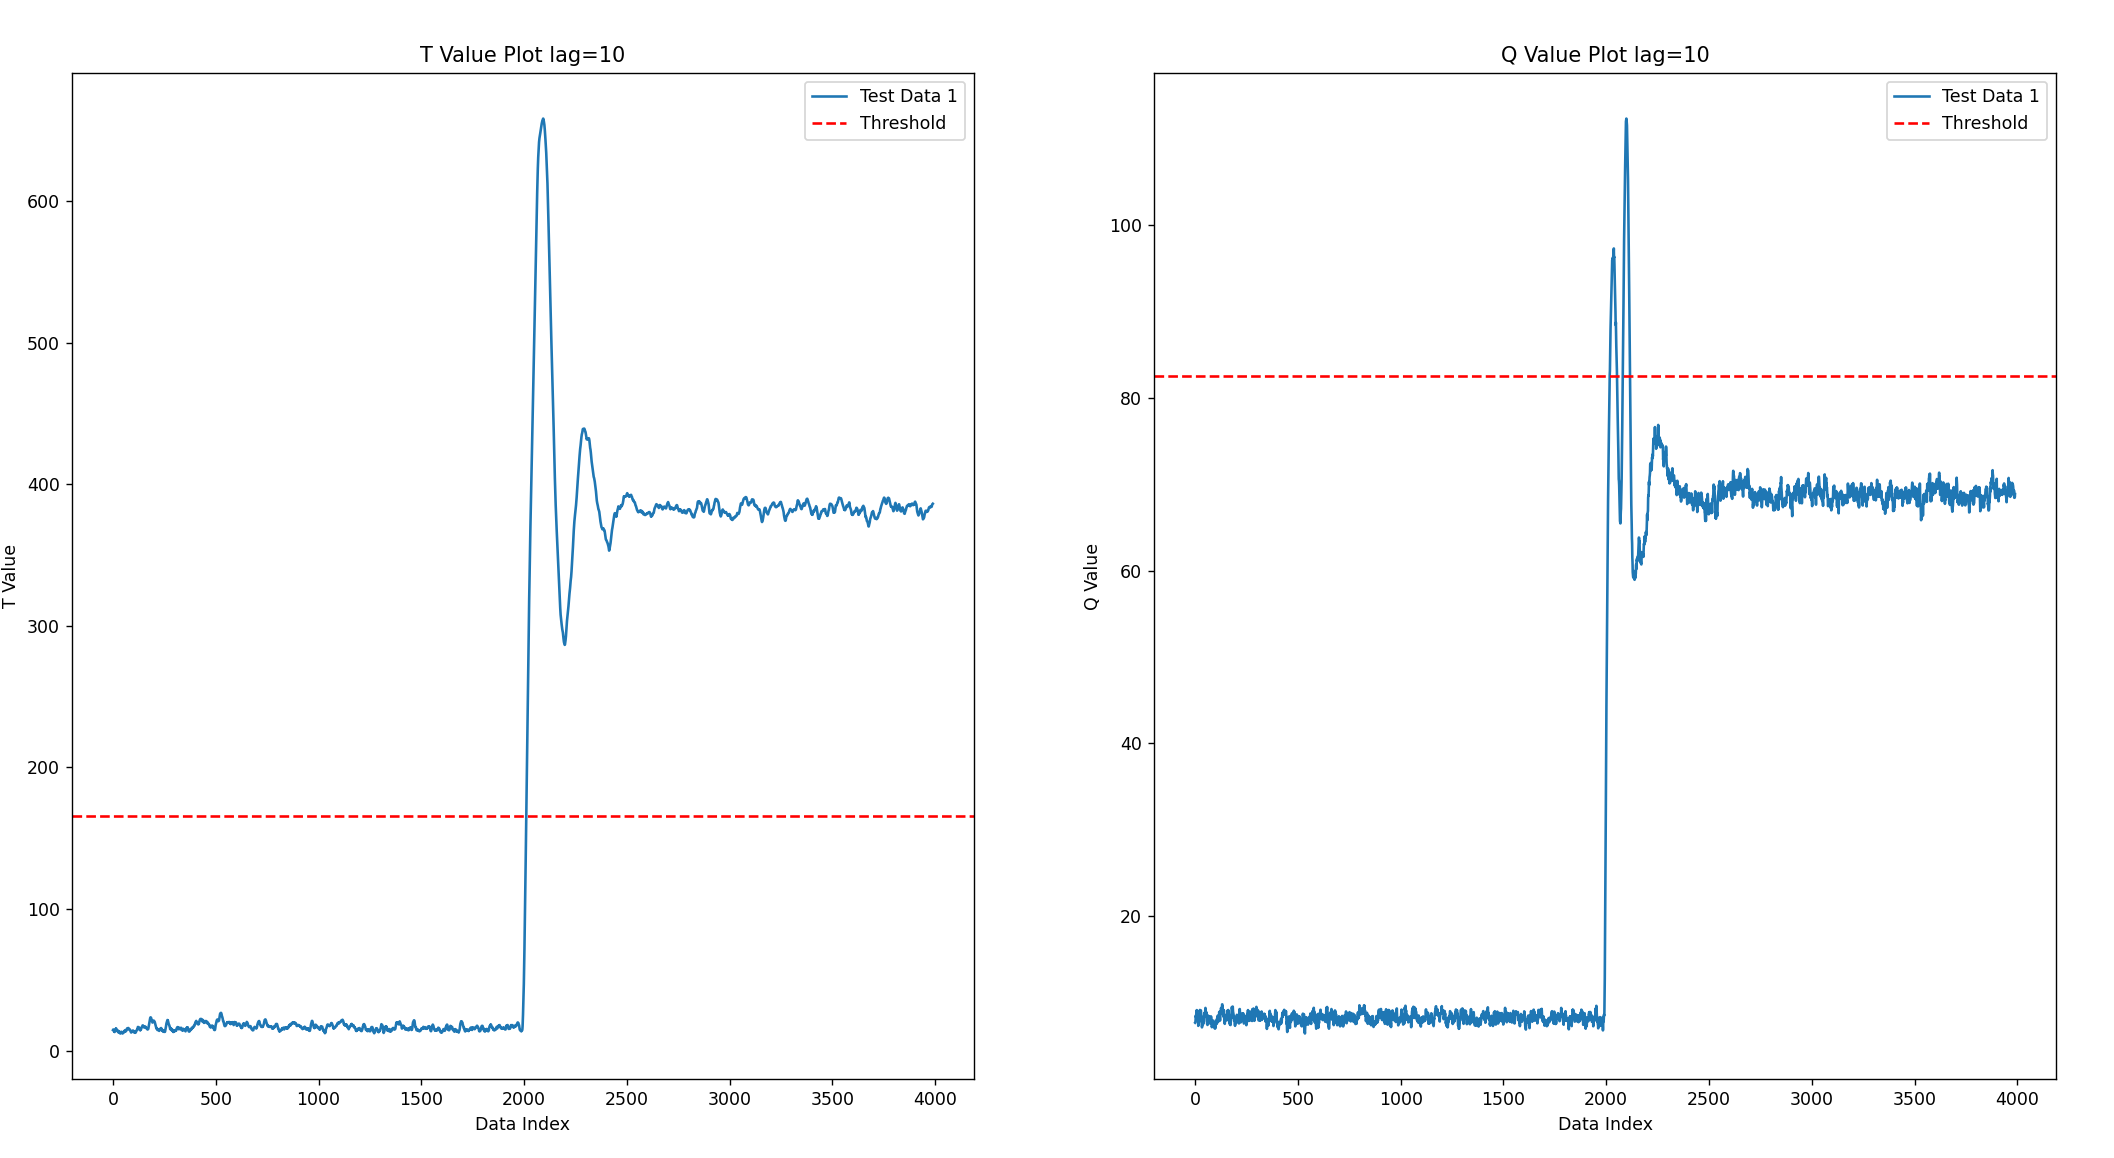 T Value Plot lag=10
Test Data 1
Threshold
T Value
600
500
400
300
200
100
0
0 500 1000 1500 2000 2500 3000 3500 4000
Data Index
Q Value Plot lag=10
Test Data 1
Threshold
Q Value
100
80
60
40
20
0 500 1000 1500 2000 2500 3000 3500 4000
Data Index